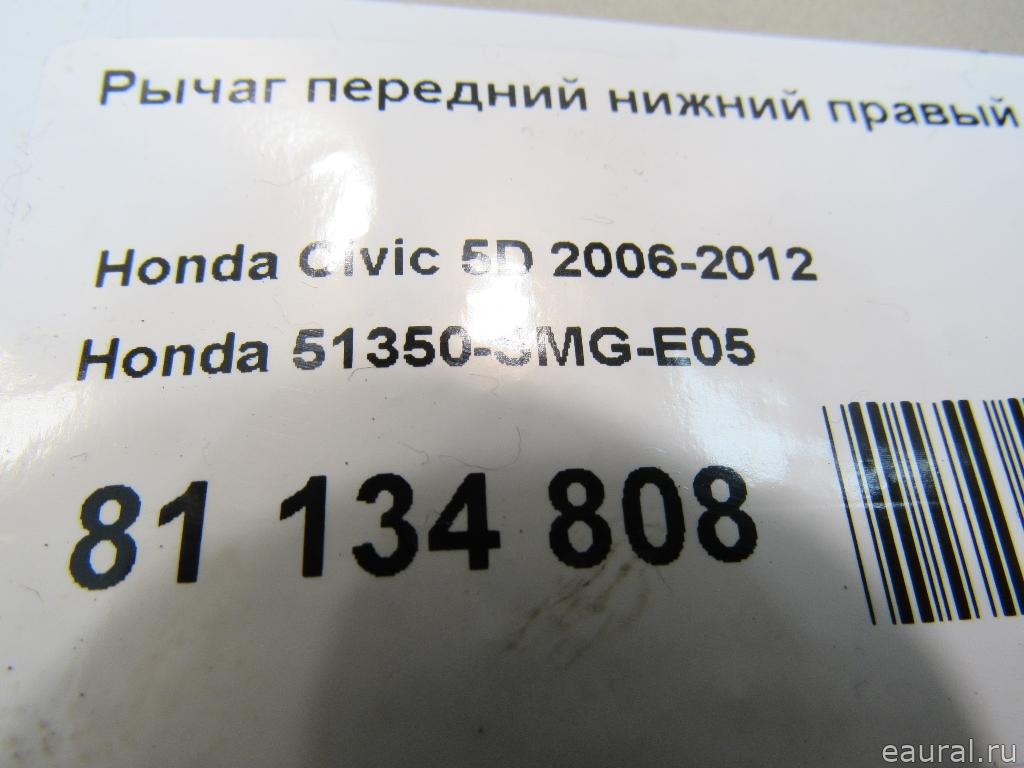 Рычаг передний нижний правый
Honda Civic 5D 2006-2012
Honda 51350-SMG-E05
81 134 808
eaural.ru